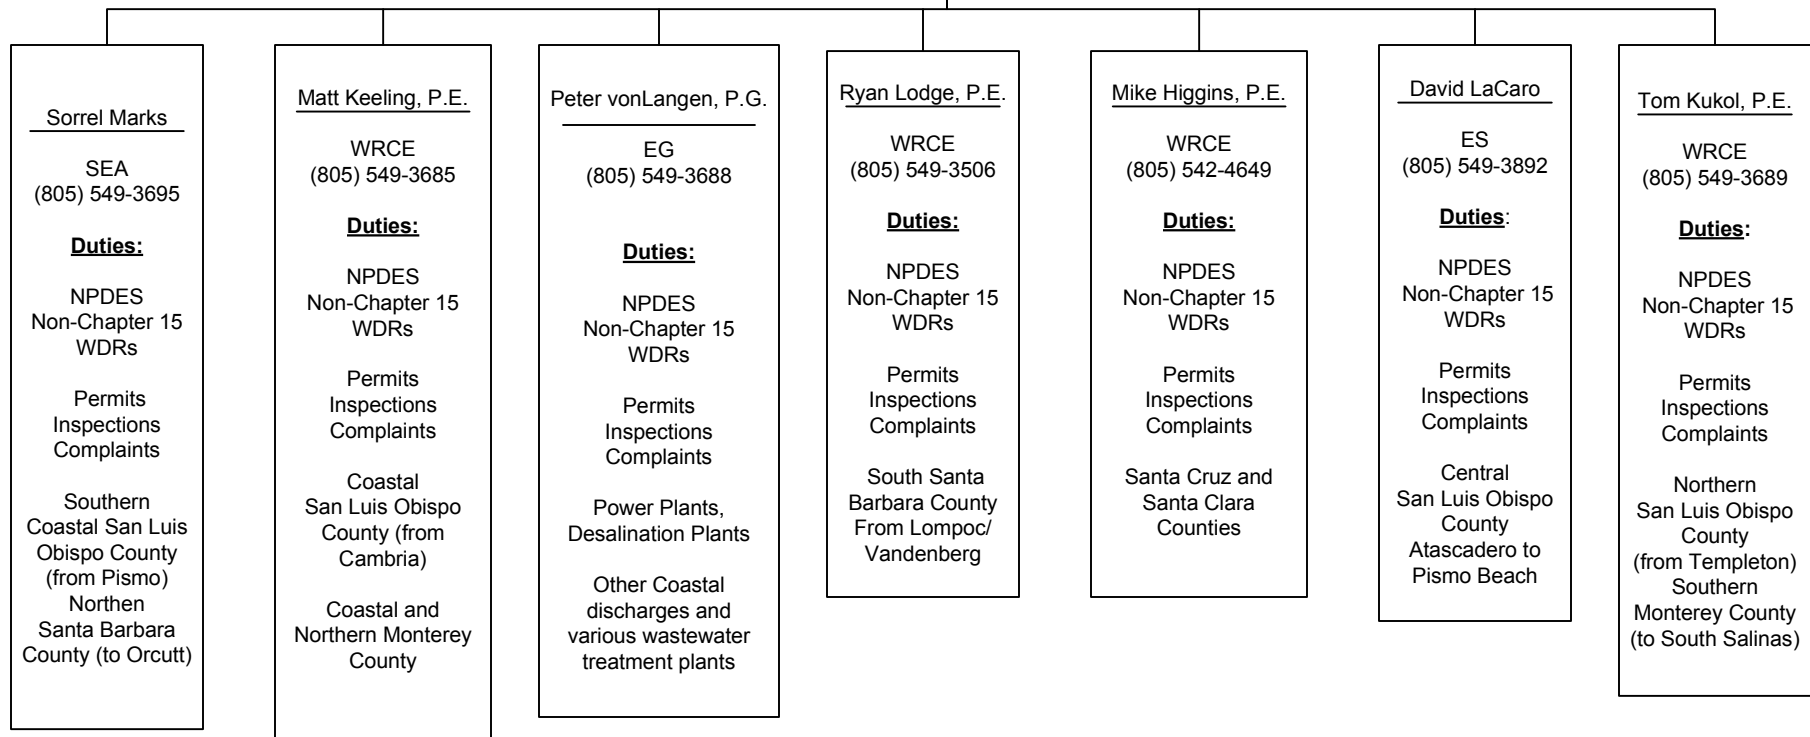 Sorrel Marks
SEA
(805) 549-3695
Duties:
NPDES
Non-Chapter 15
WDRs
Permits
Inspections
Complaints
Southern
Coastal San Luis
Obispo County
(from Pismo)
Northen
Santa Barbara
County (to Orcutt)
Matt Keeling, P.E.
WRCE
(805) 549-3685
Duties:
NPDES
Non-Chapter 15
WDRs
Permits
Inspections
Complaints
Coastal
San Luis Obispo
County (from
Cambria)
Coastal and
Northern Monterey
County
Peter vonLangen, P.G.
EG
(805) 549-3688
Duties:
NPDES
Non-Chapter 15
WDRs
Permits
Inspections
Complaints
Power Plants,
Desalination Plants
Other Coastal
discharges and
various wastewater
treatment plants
Ryan Lodge, P.E.
WRCE
(805) 549-3506
Duties:
NPDES
Non-Chapter 15
WDRs
Permits
Inspections
Complaints
South Santa
Barbara County
From Lompoc/
Vandenberg
Mike Higgins, P.E.
WRCE
(805) 542-4649
Duties:
NPDES
Non-Chapter 15
WDRs
Permits
Inspections
Complaints
Santa Cruz and
Santa Clara
Counties
David LaCaro
ES
(805) 549-3892
Duties:
NPDES
Non-Chapter 15
WDRs
Permits
Inspections
Complaints
Central
San Luis Obispo
County
Atascadero to
Pismo Beach
Tom Kukol, P.E.
WRCE
(805) 549-3689
Duties:
NPDES
Non-Chapter 15
WDRs
Permits
Inspections
Complaints
Northern
San Luis Obispo
County
(from Templeton)
Southern
Monterey County
(to South Salinas)